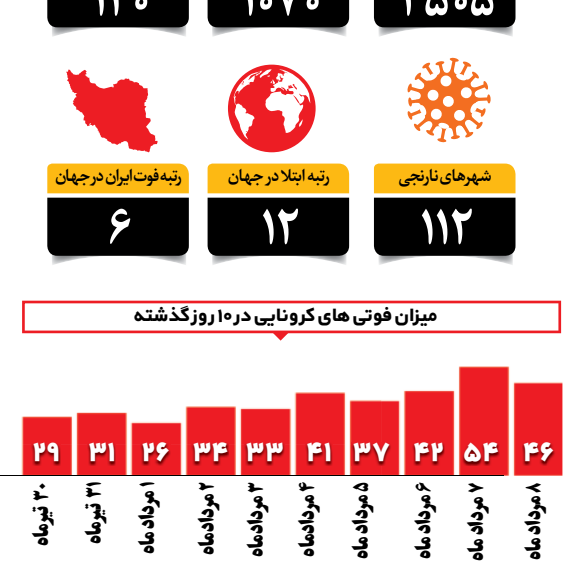 شهرهای نارنجی
رتبه ابتلا در جهان
رتبه فوت ایران در جهان
۱۱۲
۱۲
۶
میزان فوتی های کرونایی در ۱۰ روز گذشته
۴۶
۵۴
۴۲
۳۷
۴۱
۳۳
۳۴
۲۶
۳۱
۲۹
۸ مردادماه
۷ مرداد ماه
۶ مردادماه
۵ مردادماه
۴ مردادماه
۳ مردادماه
۲ مردادماه
۱ مردادماه
۳۱ تیرماه
۳۰ تیرماه